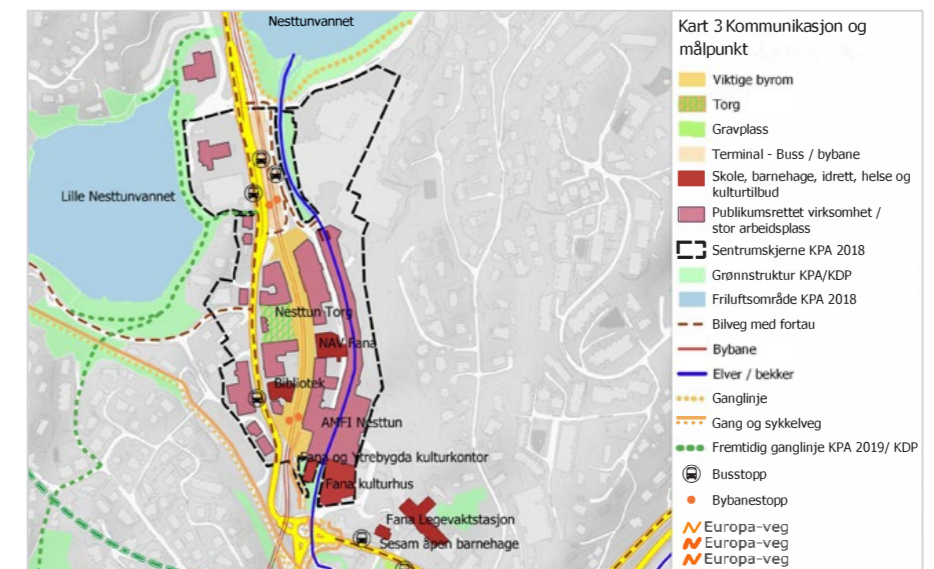 Nesttunvannet
Lille Nesttunvannet
Nesttun Torg
NAV Fana
Bibliotek
AMFI Nesttun
Fana og Ytrebygda kulturkontor
Fana kulturhus
Fana Legevaktstasjon
Sesam åpen barnehage
Kart 3 Kommunikasjon og
målpunkt
Viktige byrom
Torg
Gravplass
Terminal - Buss / bybane
Skole, barnehage, idrett, helse og
kulturtilbud
Publikumsrettet virksomhet /
stor arbeidsplass
Sentrumskjerne KPA 2018
Grønnstruktur KPA/KDP
Friluftsområde KPA 2018
Bilveg med fortau
Bybane
Elver / bekker
Ganglinje
Gang og sykkelveg
Fremtidig ganglinje KPA 2019/ KDP
Busstopp
Bybanestopp
Europa-veg
Europa-veg
Europa-veg